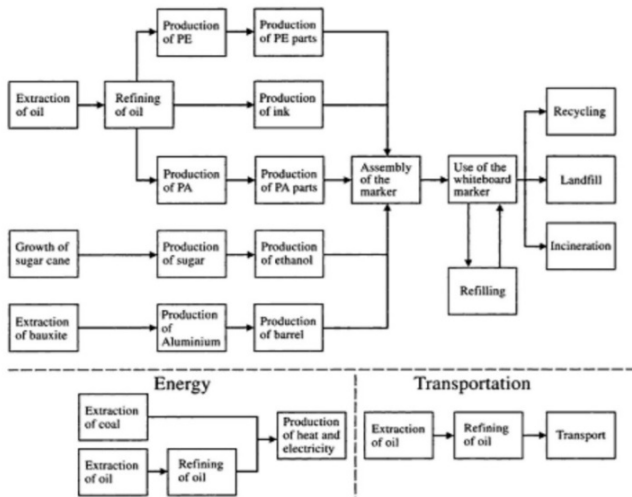 Production
of PE
Production
of PE parts
Extraction
of oil
Refining
of oil
Production
of ink
Recycling
Production
of PA
Production
of PA parts
Assembly
of the
marker
Use of the
whiteboard
marker
Landfill
Growth of
sugar cane
Production
of sugar
Production
of ethanol
Incineration
Refilling
Extraction
of bauxite
Production
of
Aluminium
Production
of barrel
Energy
Transportation
Extraction
of coal
Production
of heat and
electricity
Extraction
of oil
Refining
of oil
Extraction
of oil
Refining
of oil
Transport